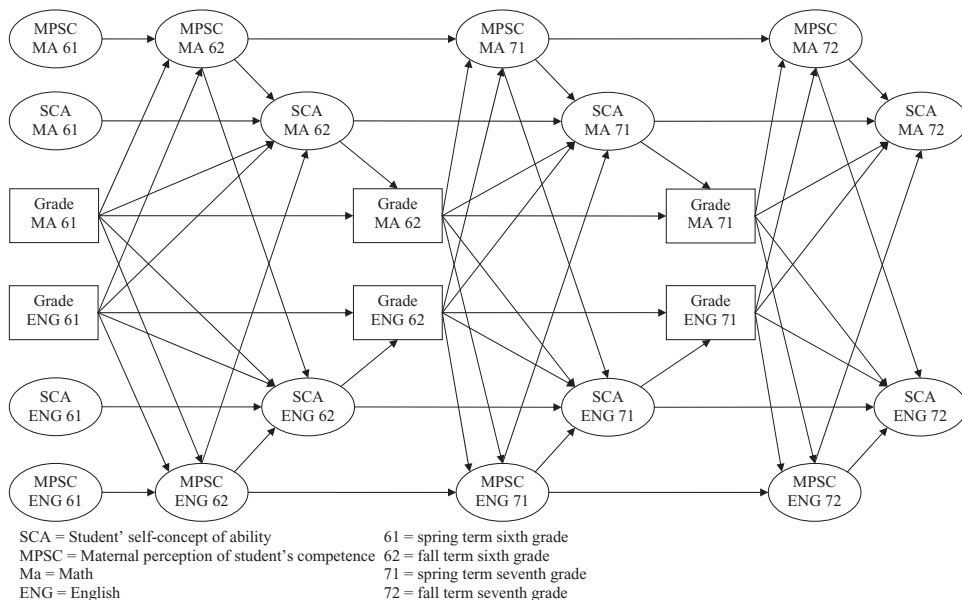 MPSC
MA 61
MPSC
MA 62
MPSC
MA 71
MPSC
MA 72
SCA
MA 61
SCA
MA 62
SCA
MA 71
SCA
MA 72
Grade
MA 61
Grade
MA 62
Grade
MA 71
Grade
ENG 61
Grade
ENG 62
Grade
ENG 71
SCA
ENG 61
SCA
ENG 62
SCA
ENG 71
SCA
ENG 72
MPSC
ENG 61
MPSC
ENG 62
MPSC
ENG 71
MPSC
ENG 72
SCA = Student' self-concept of ability
MPSC = Maternal perception of student's competence
Ma = Math
ENG = English
61 = spring term sixth grade
62 = fall term sixth grade
71 = spring term seventh grade
72 = fall term seventh grade